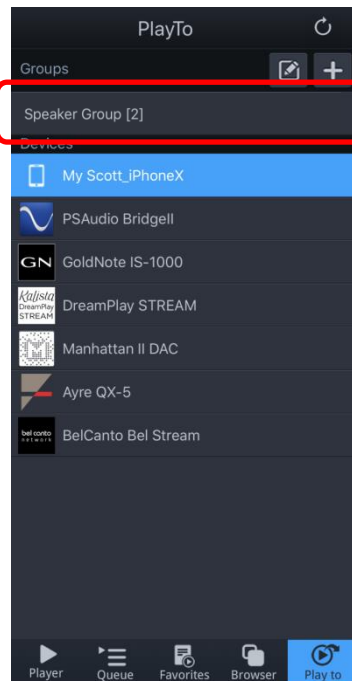 PlayTo
Groups
Speaker Group [2]
Devices
My Scott_iPhoneX
PSAudio BridgeII
GN GoldNote IS-1000
Kalista DreamPlay STREAM
DreamPlay STREAM
Manhattan II DAC
Ayre QX-5
bel canto network
BelCanto Bel Stream
Player Queue Favorites Browser Play to